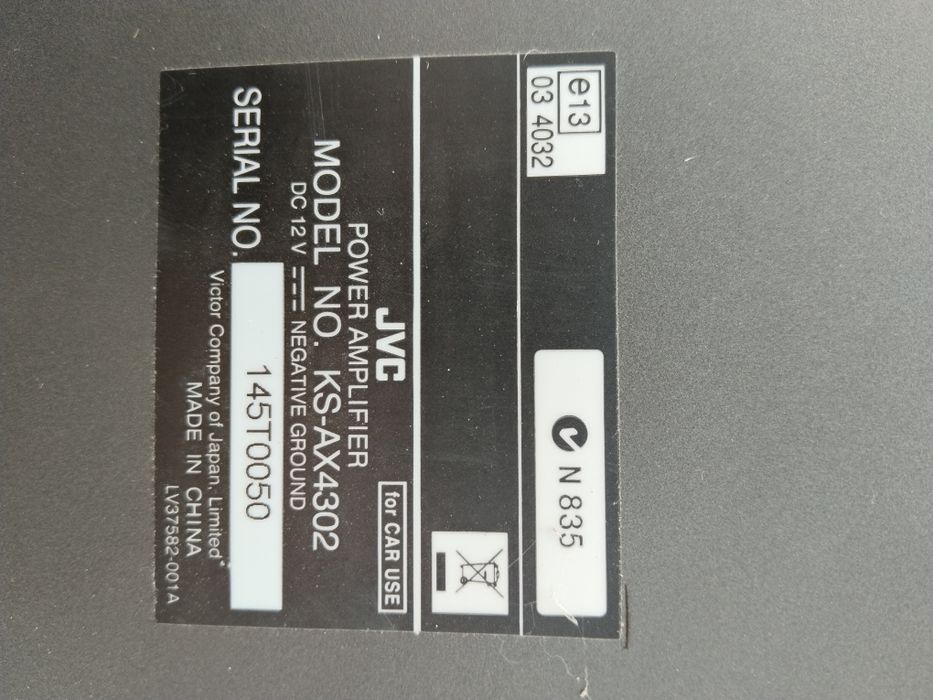 e13
03 4032
N 835
JVC
for CAR USE
POWER AMPLIFIER
MODEL NO. KS-AX4302
DC 12 V NEGATIVE GROUND
SERIAL NO. 145T0050
Victor Company of Japan, Limited
MADE IN CHINA
LV37582-001A